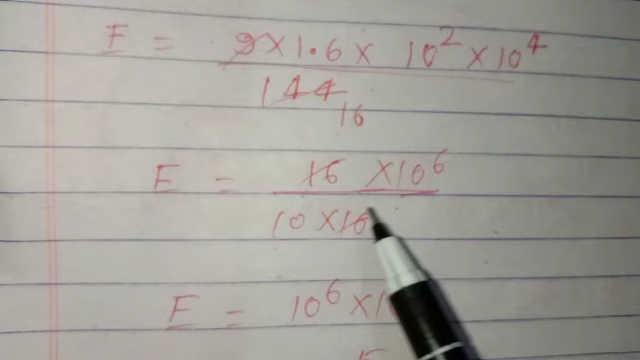 E = 9×1.6× 10² ×10⁴
144
16
E = 16 ×10⁶
10 ×16
E = 10⁶ ×1